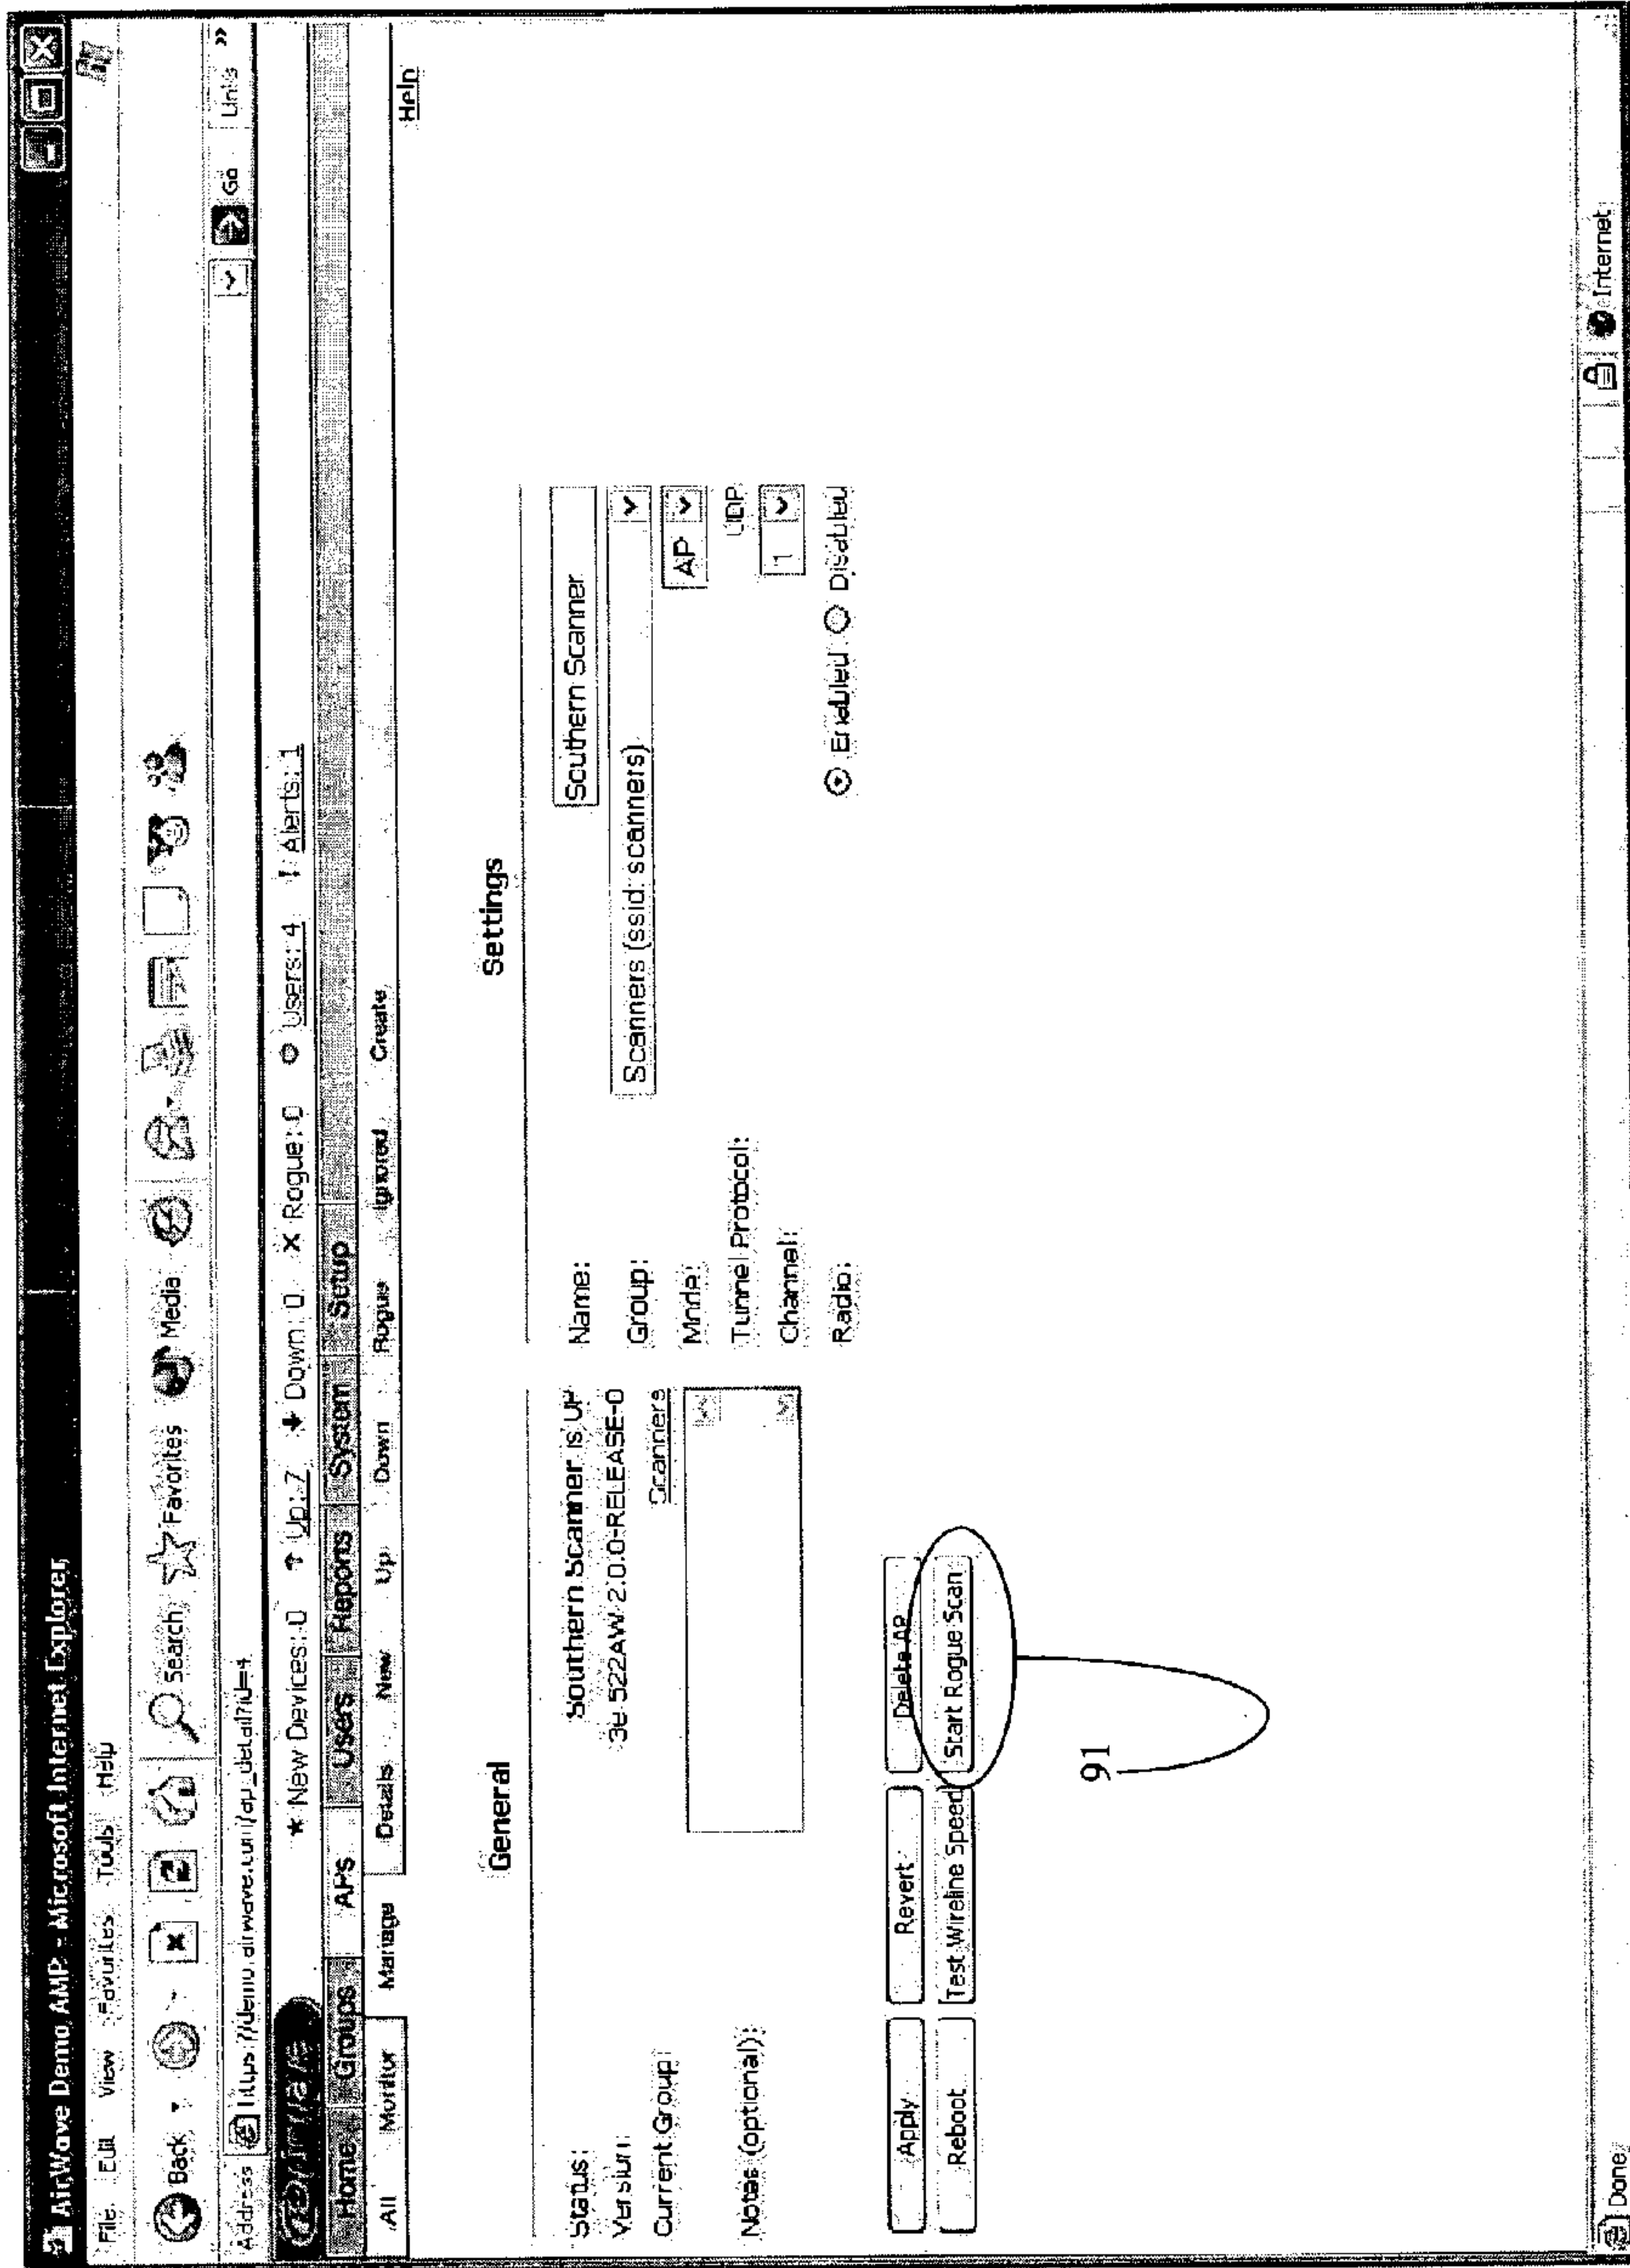 AirWave Demo AMP - Microsoft Internet Explorer
File Edit View Favorites Tools Help
Back Search Favorites Media
Address https://demo.airwave.com/ap_detail?id=4 Go Links »
airwave ★ New Devices: 0 ↑ Up: 7 ↓ Down: 0 X Rogue: 0 Users: 4 ! Alerts: 1
Home Groups APs Users Reports System Setup
All Monitor Manage Details New Up Down Rogue Ignored Create
Help
General
Status: Southern Scanner is UP
Version: 3e-522AW-2.0.0-RELEASE-0
Current Group: Scanners
Notes (optional):
Settings
Name: Southern Scanner
Group: Scanners (ssid: scanners)
Mode: AP
Tunnel Protocol: UDP
Channel: 1
Radio: Enabled Disabled
Apply Revert Delete AP
Reboot Test Wireline Speed Start Rogue Scan
91
Done Internet